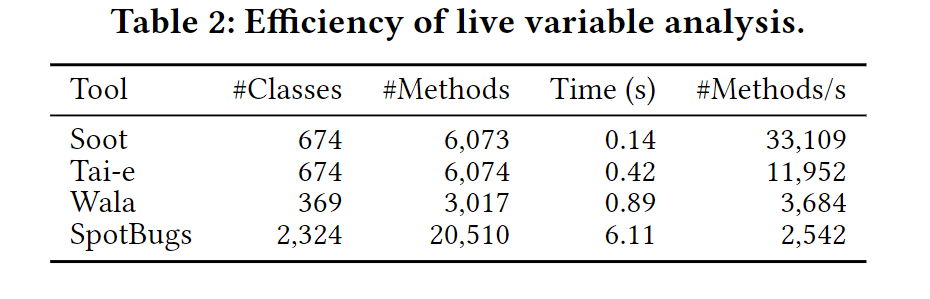 Table 2: Efficiency of live variable analysis.
Tool #Classes #Methods Time (s) #Methods/s
Soot 674 6,073 0.14 33,109
Tai-e 674 6,074 0.42 11,952
Wala 369 3,017 0.89 3,684
SpotBugs 2,324 20,510 6.11 2,542